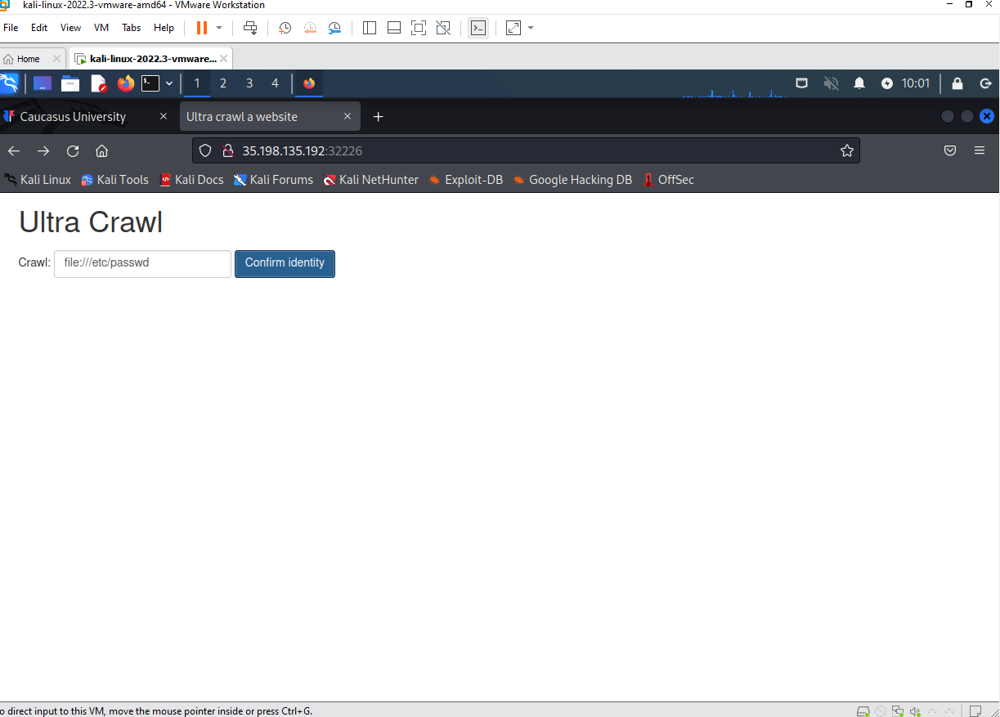 kali-linux-2022.3-vmware-amd64 - VMware Workstation
File Edit View VM Tabs Help
Home kali-linux-2022.3-vmware...
1 2 3 4 10:01
Caucasus University Ultra crawl a website
35.198.135.192:32226
Kali Linux Kali Tools Kali Docs Kali Forums Kali NetHunter Exploit-DB Google Hacking DB OffSec
Ultra Crawl
Crawl: file:///etc/passwd Confirm identity
o direct input to this VM, move the mouse pointer inside or press Ctrl+G.